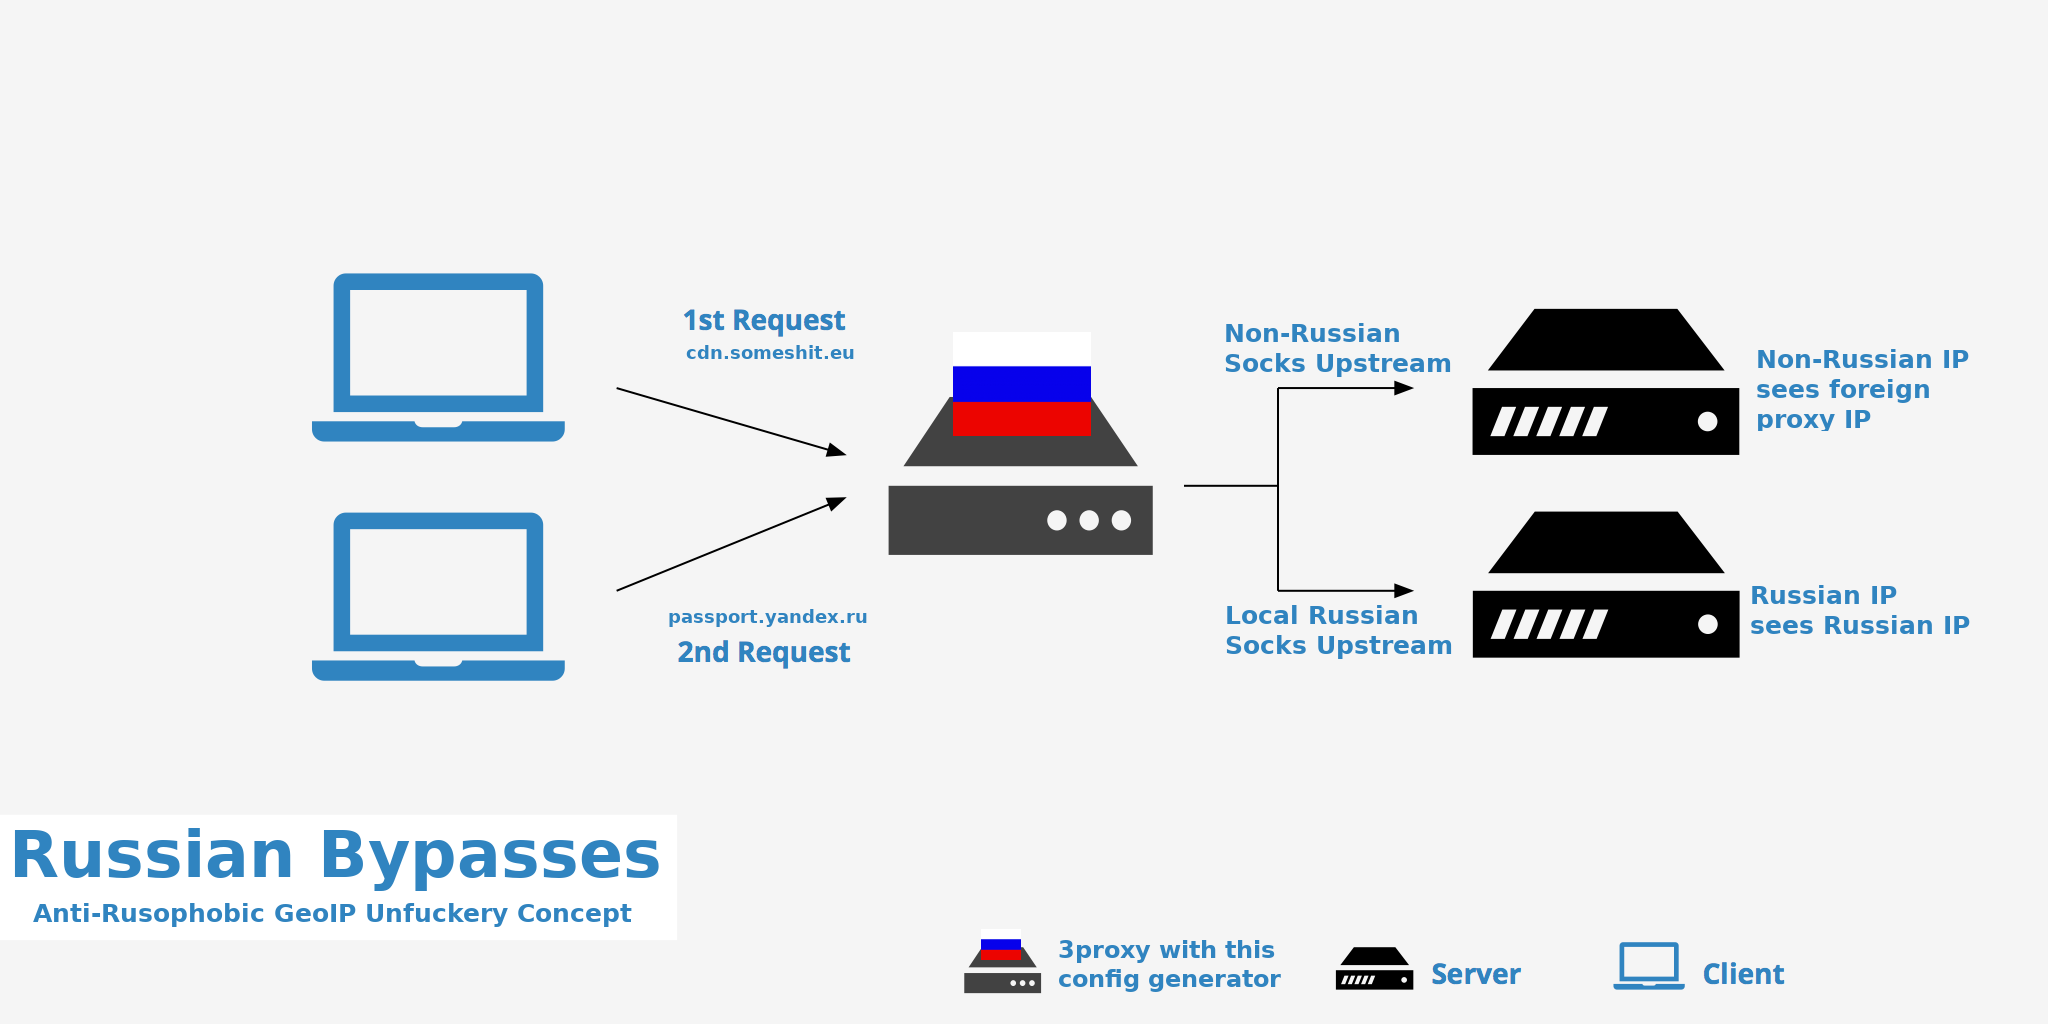 1st Request
cdn.someshit.eu
passport.yandex.ru
2nd Request
Non-Russian
Socks Upstream
Local Russian
Socks Upstream
Non-Russian IP
sees foreign
proxy IP
Russian IP
sees Russian IP
Russian Bypasses
Anti-Rusophobic GeoIP Unfuckery Concept
3proxy with this
config generator
Server
Client